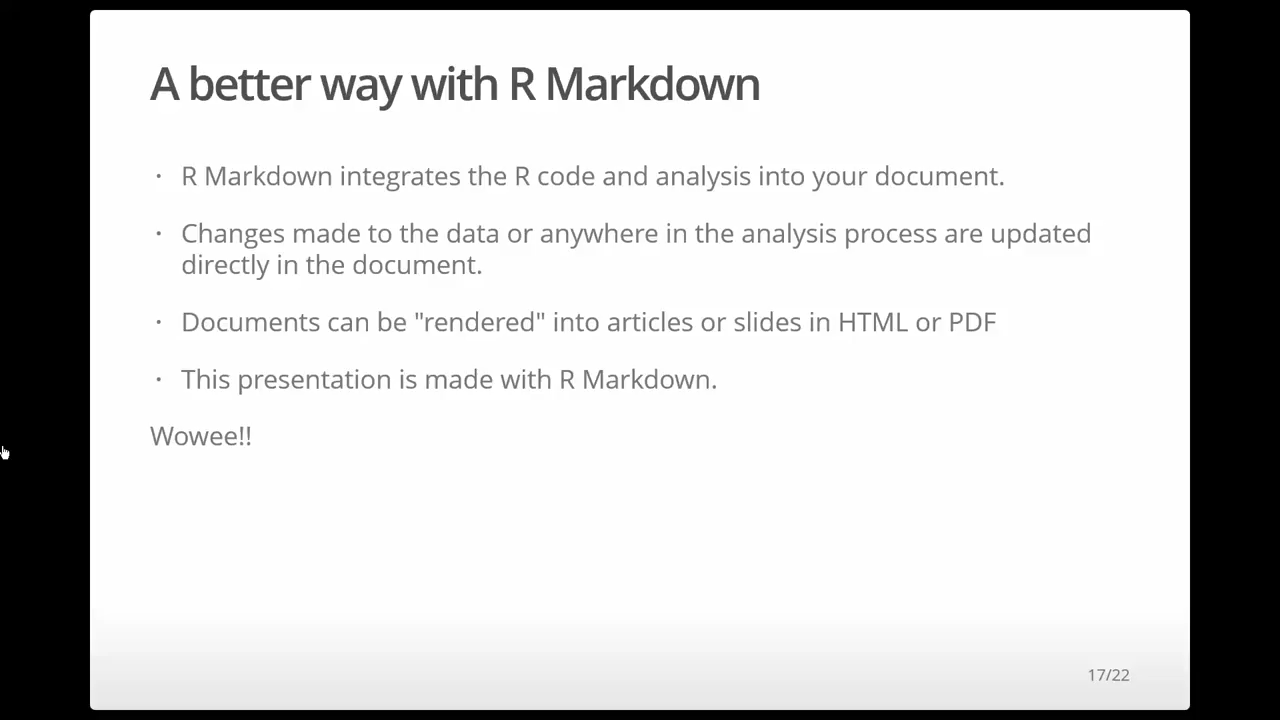 A better way with R Markdown
· R Markdown integrates the R code and analysis into your document.
· Changes made to the data or anywhere in the analysis process are updated
directly in the document.
· Documents can be "rendered" into articles or slides in HTML or PDF
· This presentation is made with R Markdown.
Wowee!!
17/22